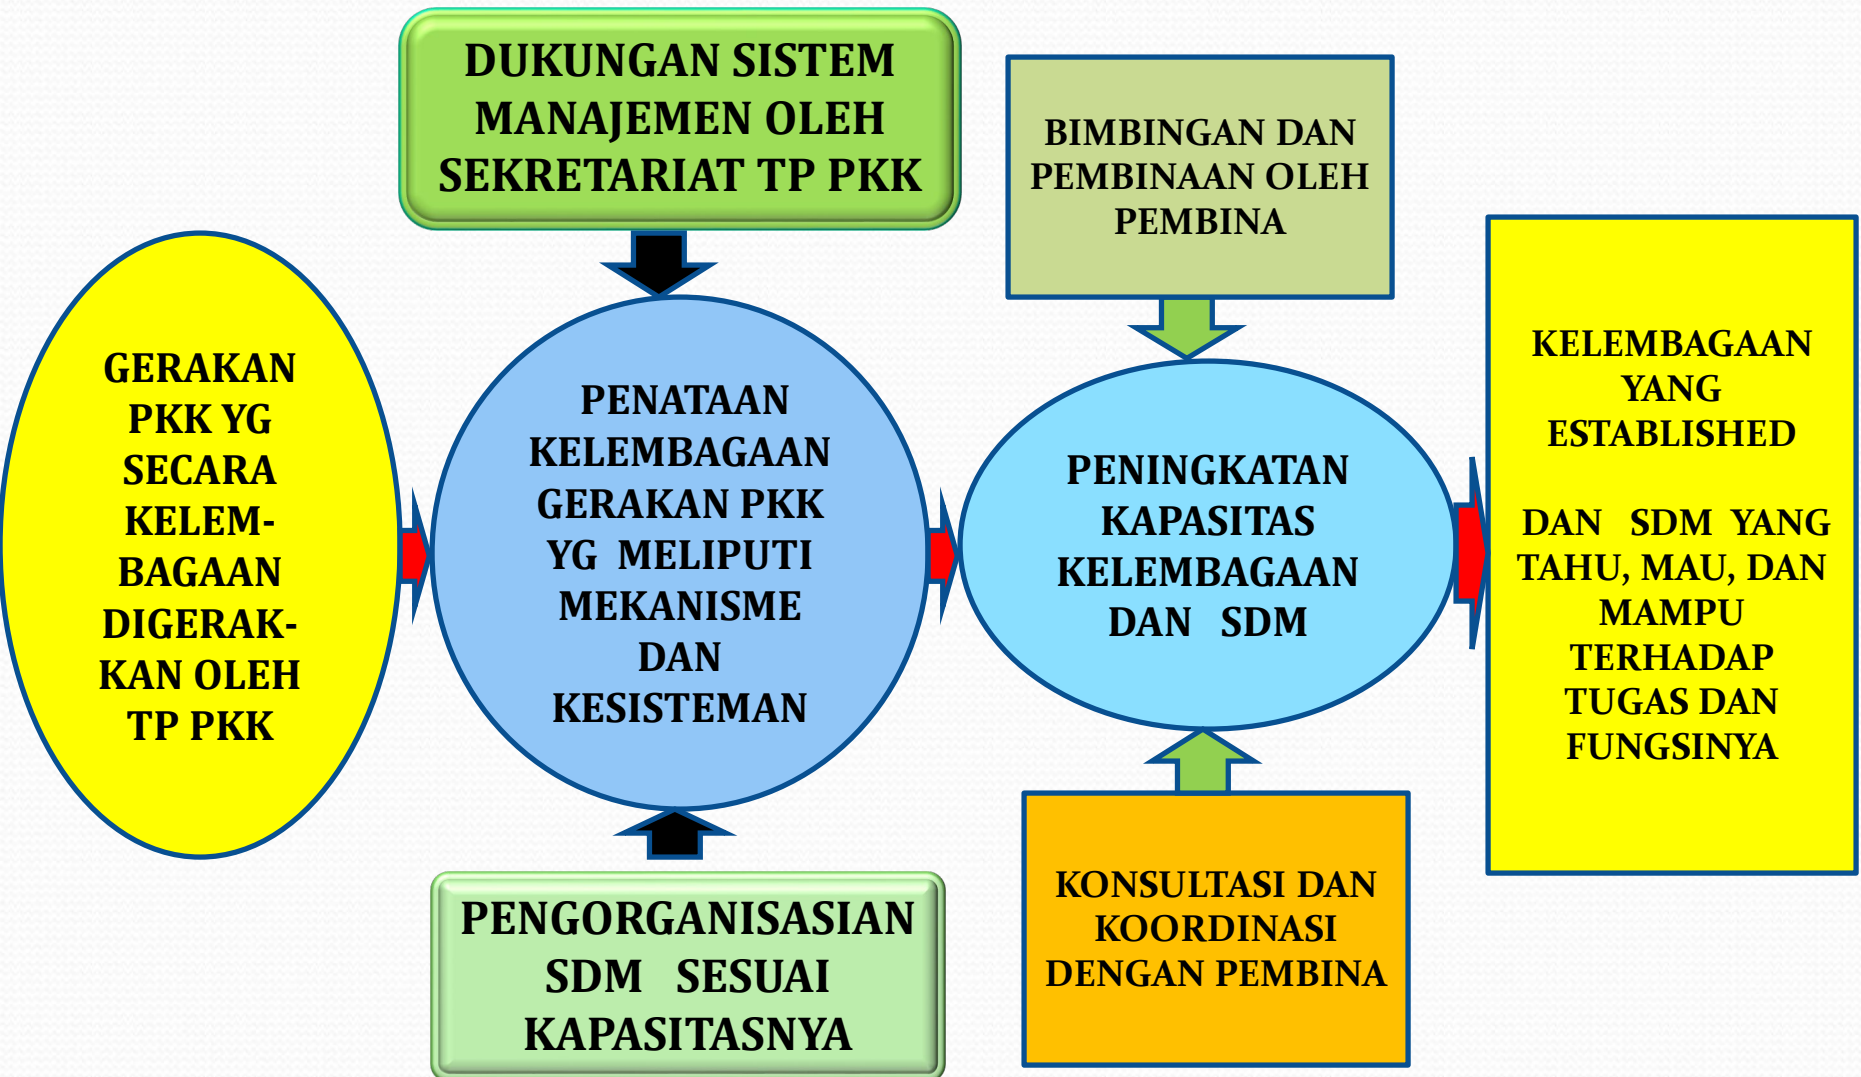 DUKUNGAN SISTEM
MANAJEMEN OLEH
SEKRETARIAT TP PKK
BIMBINGAN DAN
PEMBINAAN OLEH
PEMBINA
GERAKAN
PKK YG
SECARA
KELEM-
BAGAAN
DIGERAK-
KAN OLEH
TP PKK
PENATAAN
KELEMBAGAAN
GERAKAN PKK
YG MELIPUTI
MEKANISME
DAN
KESISTEMAN
PENINGKATAN
KAPASITAS
KELEMBAGAAN
DAN SDM
KELEMBAGAAN
YANG
ESTABLISHED
DAN SDM YANG
TAHU, MAU, DAN
MAMPU
TERHADAP
TUGAS DAN
FUNGSINYA
PENGORGANISASIAN
SDM SESUAI
KAPASITASNYA
KONSULTASI DAN
KOORDINASI
DENGAN PEMBINA